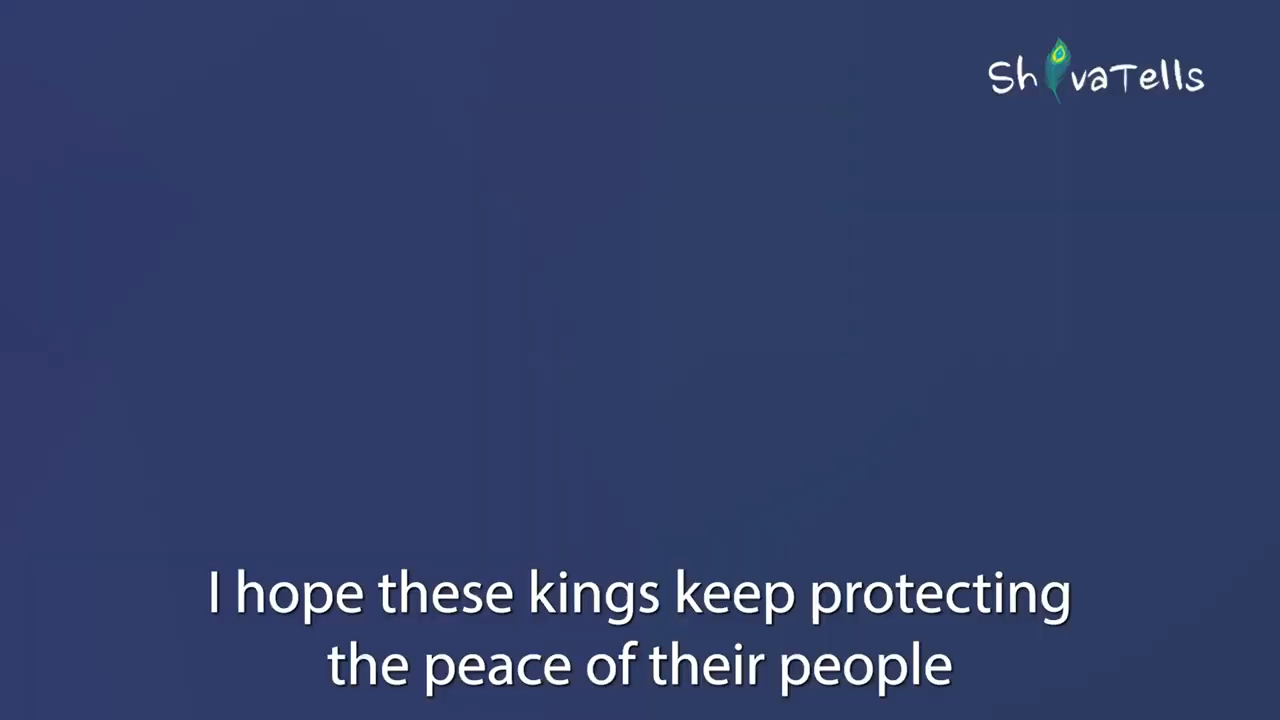 ShivaTells
I hope these kings keep protecting
the peace of their people